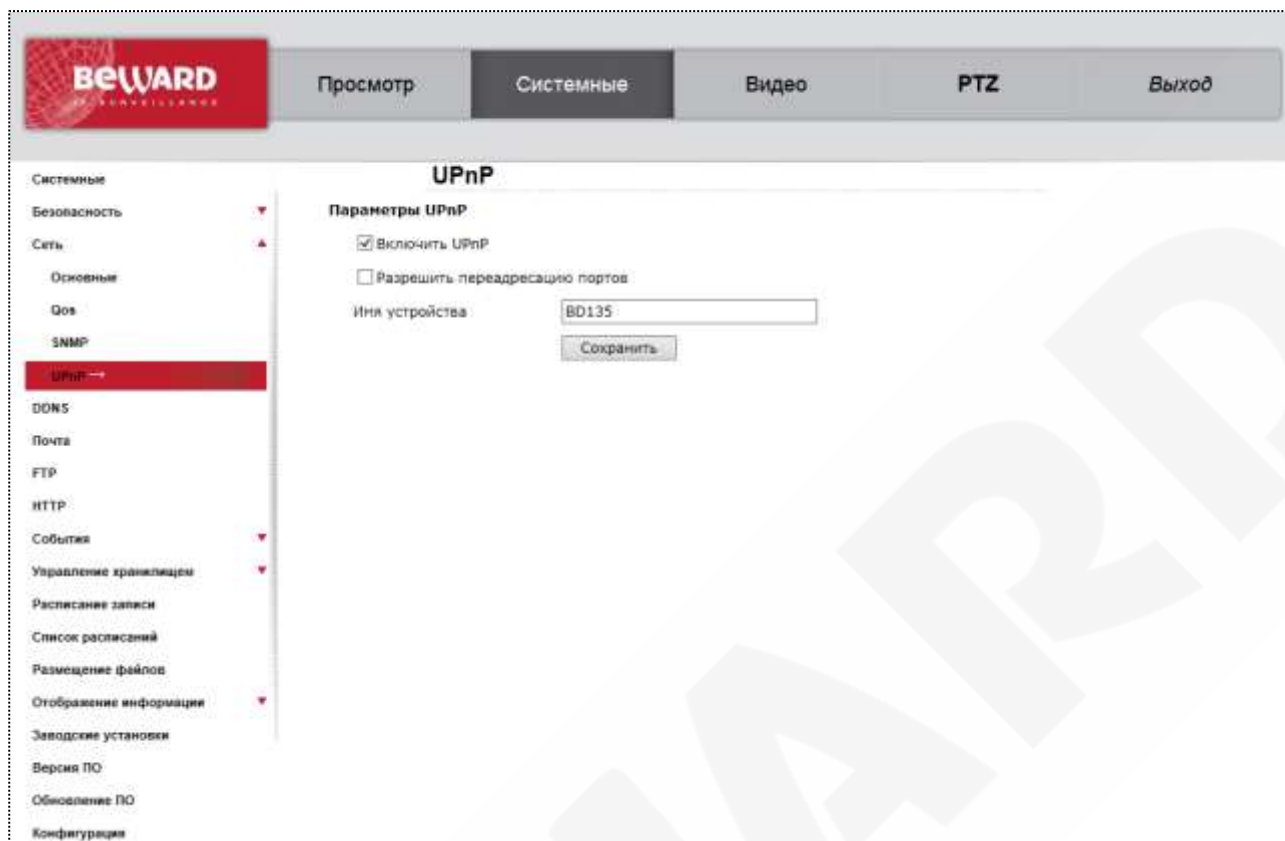 BEWARD
IP SURVEILLANCE
Просмотр
Системные
Видео
PTZ
Выход
Системные
Безопасность
Сеть
Основные
Qos
SNMP
UPnP
DDNS
Почта
FTP
HTTP
События
Управление хранилищем
Расписание записи
Список расписаний
Размещение файлов
Отображение информации
Заводские установки
Версия ПО
Обновление ПО
Конфигурация
UPnP
Параметры UPnP
Включить UPnP
Разрешить переадресацию портов
Имя устройства
BD135
Сохранить